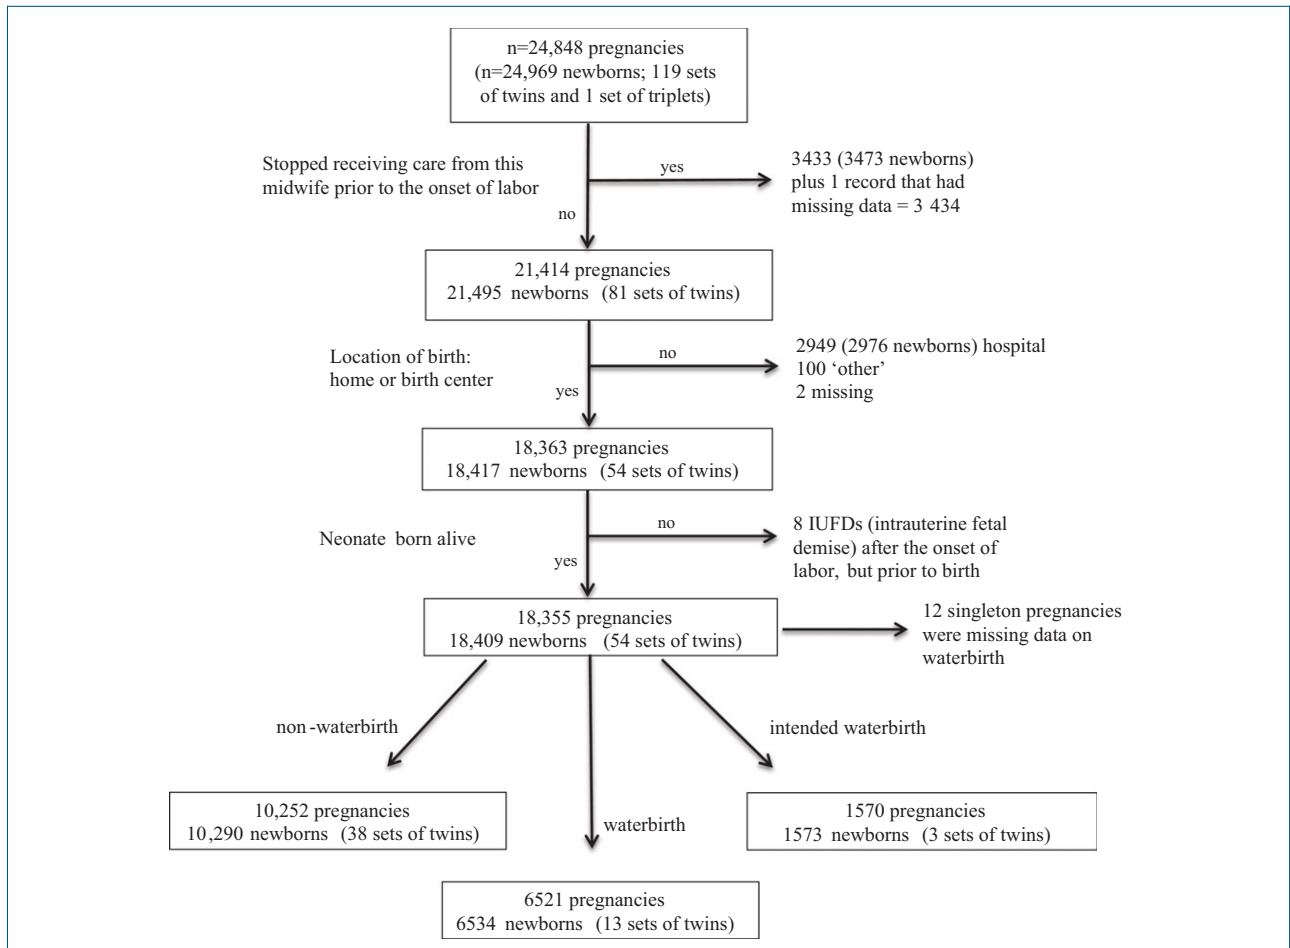 n=24,848 pregnancies
(n=24,969 newborns; 119 sets
of twins and 1 set of triplets)
Stopped receiving care from this
midwife prior to the onset of labor
yes
3433 (3473 newborns)
plus 1 record that had
missing data = 3 434
no
21,414 pregnancies
21,495 newborns (81 sets of twins)
Location of birth:
home or birth center
no
2949 (2976 newborns) hospital
100 ‘other’
2 missing
yes
18,363 pregnancies
18,417 newborns (54 sets of twins)
Neonate born alive
no
8 IUFDs (intrauterine fetal
demise) after the onset of
labor, but prior to birth
yes
18,355 pregnancies
18,409 newborns (54 sets of twins)
12 singleton pregnancies
were missing data on
waterbirth
non-waterbirth
intended waterbirth
10,252 pregnancies
10,290 newborns (38 sets of twins)
waterbirth
1570 pregnancies
1573 newborns (3 sets of twins)
6521 pregnancies
6534 newborns (13 sets of twins)